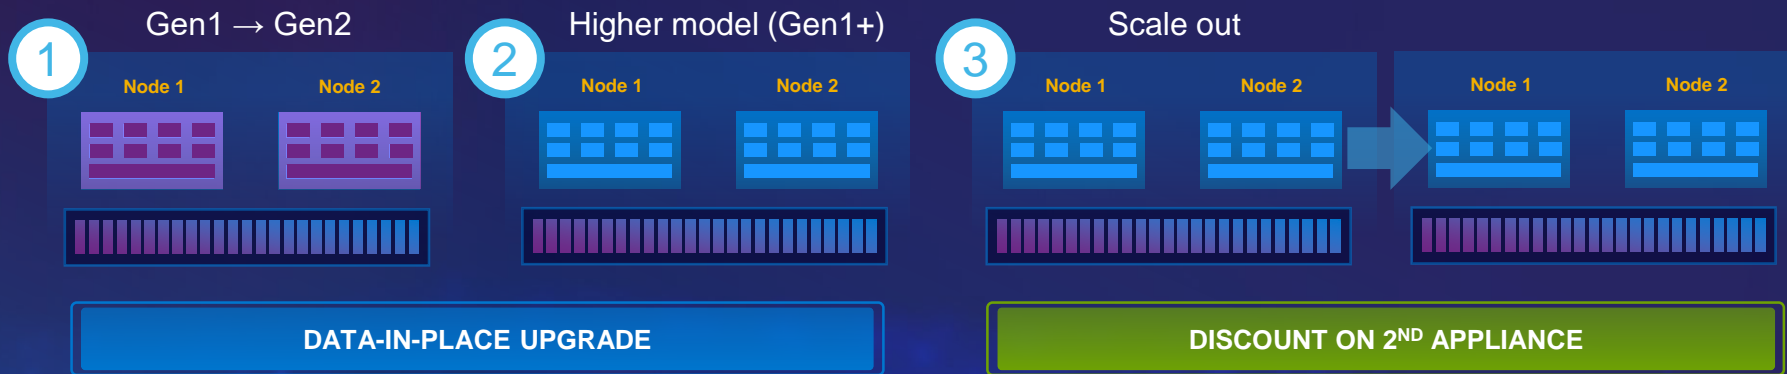 Gen1 → Gen2
1
Node 1
Node 2
Higher model (Gen1+)
2
Node 1
Node 2
DATA-IN-PLACE UPGRADE
Scale out
3
Node 1
Node 2
Node 1
Node 2
DISCOUNT ON 2ND APPLIANCE